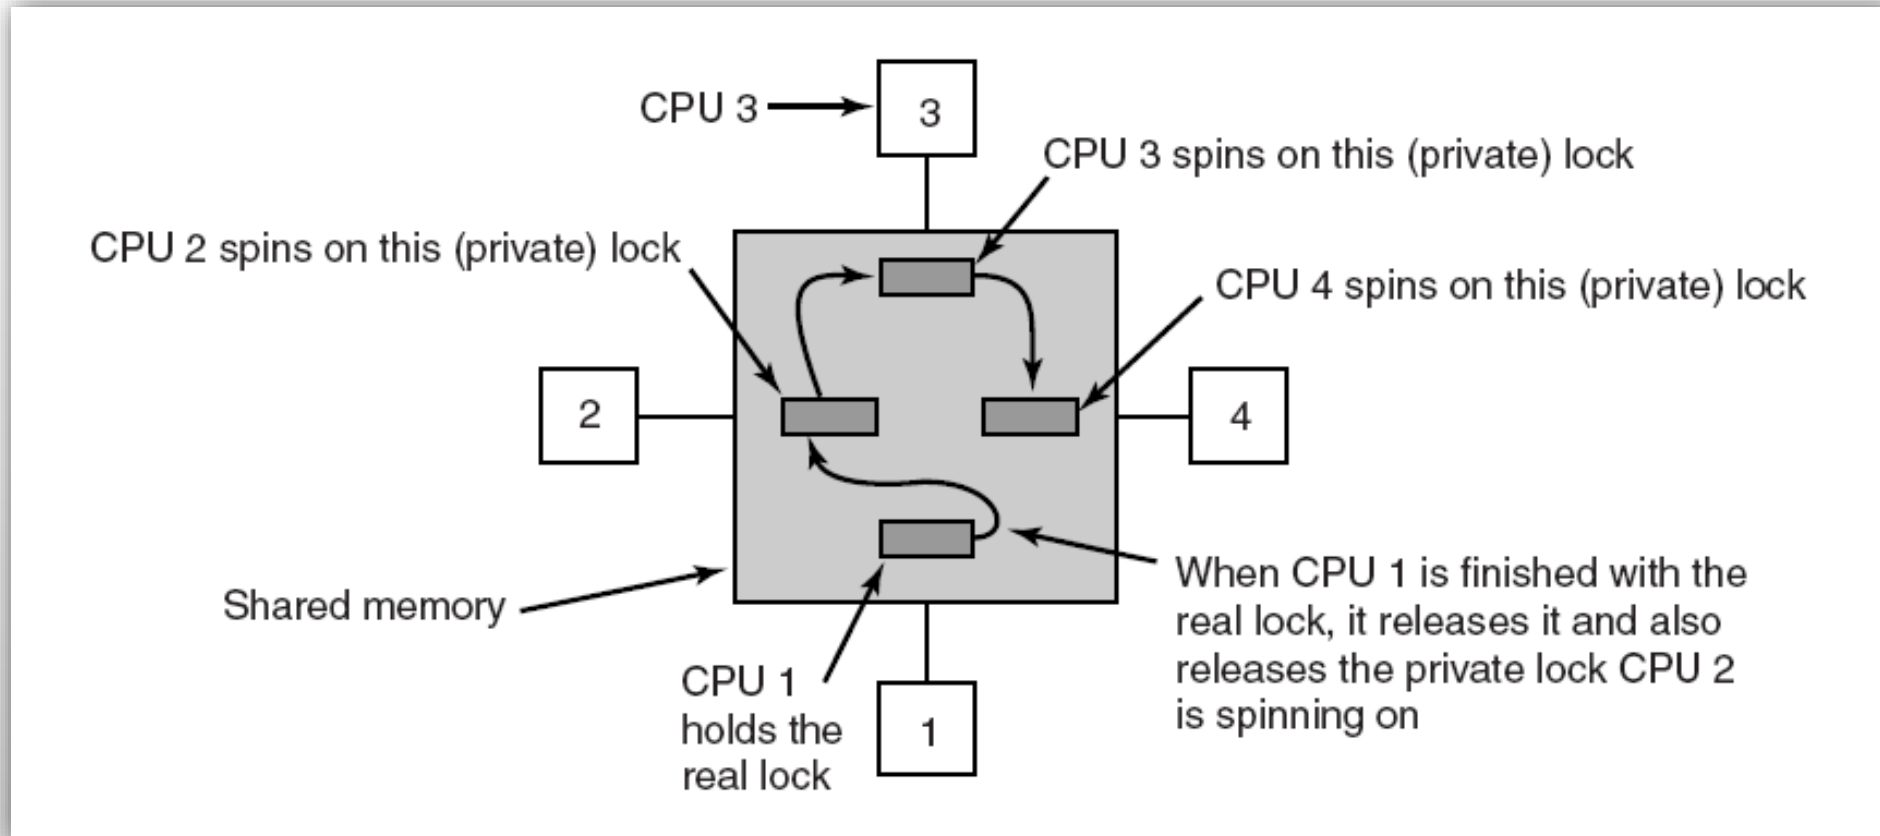 CPU 3
3
CPU 3 spins on this (private) lock
CPU 2 spins on this (private) lock
CPU 4 spins on this (private) lock
2
4
Shared memory
When CPU 1 is finished with the
real lock, it releases it and also
releases the private lock CPU 2
is spinning on
CPU 1
holds the
real lock
1